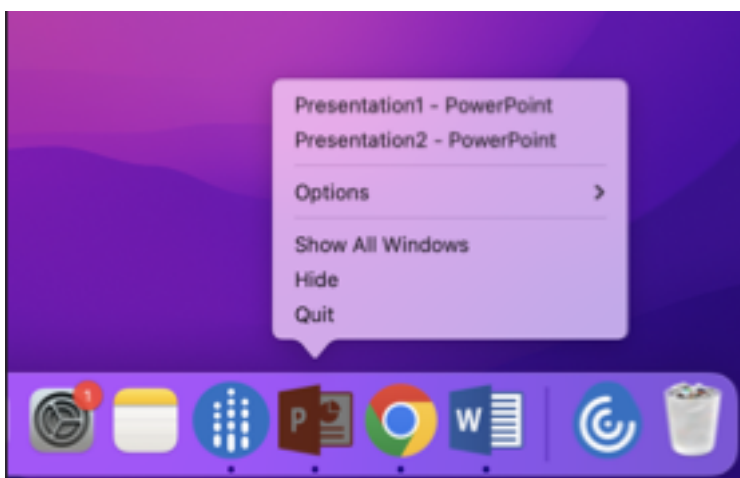 Presentation1 - PowerPoint
Presentation2 - PowerPoint
Options
Show All Windows
Hide
Quit
1
P
W